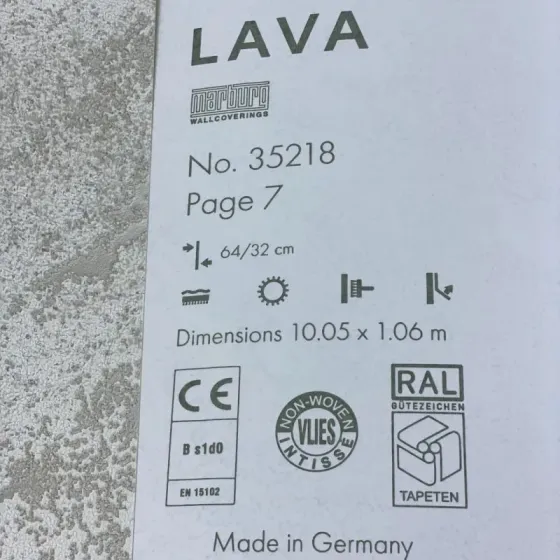 LAVA
marburg
WALLCOVERINGS
No. 35218
Page 7
64/32 cm
Dimensions 10.05 x 1.06 m
CE
B s1d0
EN 15102
NON-WOVEN
VLIES
INTISSÉ
RAL
GÜTEZEICHEN
TAPETEN
Made in Germany